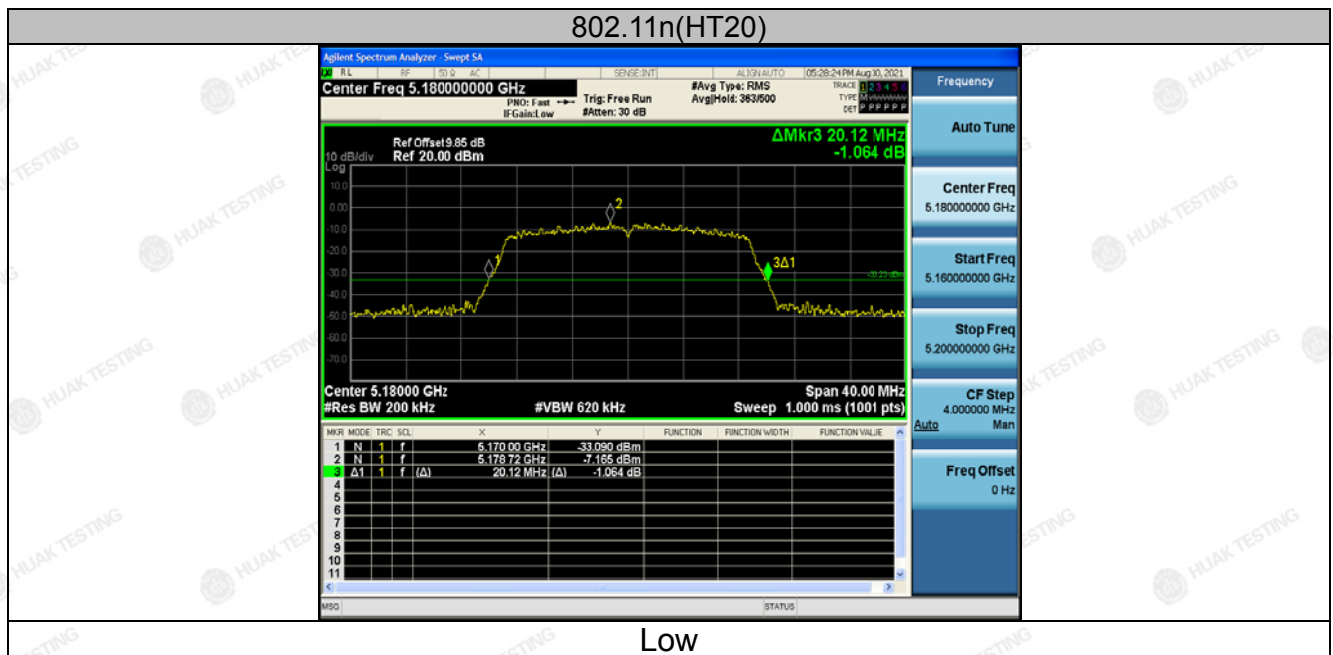 802.11n(HT20)
Agilent Spectrum Analyzer - Swept SA
RL RF 50 Ω AC SENSE:INT ALIGNAUTO 05:28:24 PM Aug 10, 2021
Center Freq 5.180000000 GHz
PNO: Fast
IFGain:Low
Trig: Free Run
#Atten: 30 dB
#Avg Type: RMS
Avg|Hold: 363/500
TRACE 1 2 3 4 5 6
TYPE
DET P P P P P P
ΔMkr3 20.12 MHz
-1.064 dB
Ref Offset 9.85 dB
10 dB/div Ref 20.00 dBm
Log
10.0
0.00
-10.0
-20.0
-30.0
-40.0
-50.0
-60.0
-70.0
1
2
3Δ1
Center 5.18000 GHz Span 40.00 MHz
#Res BW 200 kHz #VBW 620 kHz Sweep 1.000 ms (1001 pts)
MKR MODE TRC SCL X Y FUNCTION FUNCTION WIDTH FUNCTION VALUE
1 N 1 f 5.170 00 GHz -33.090 dBm
2 N 1 f 5.178 72 GHz -7.165 dBm
3 Δ1 1 f (Δ) 20.12 MHz (Δ) -1.064 dB
4
5
6
7
8
9
10
11
MSG STATUS
Frequency
Auto Tune
Center Freq
5.180000000 GHz
Start Freq
5.160000000 GHz
Stop Freq
5.200000000 GHz
CF Step
4.000000 MHz
Auto Man
Freq Offset
0 Hz
Low
HUAK TESTING